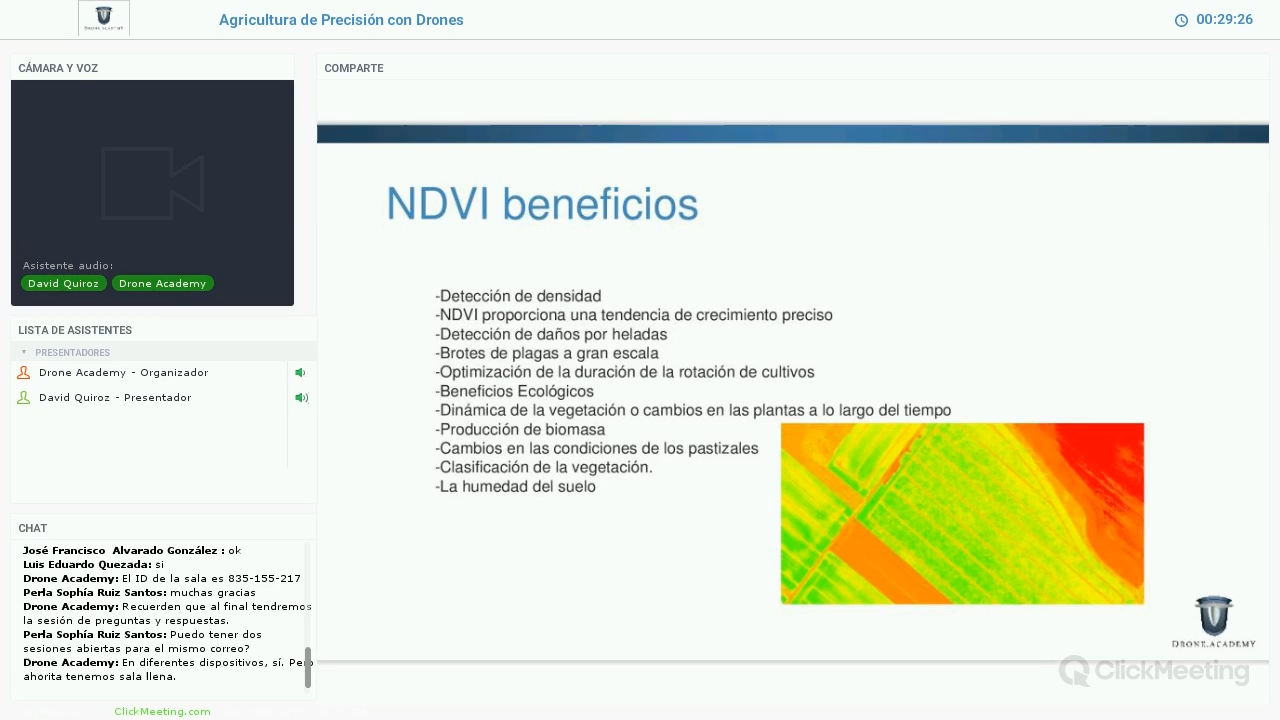 DRONE.ACADEMY
Agricultura de Precisión con Drones
00:29:26
CÁMARA Y VOZ
Asistente audio:
David Quiroz
Drone Academy
LISTA DE ASISTENTES
PRESENTADORES
Drone Academy - Organizador
David Quiroz - Presentador
CHAT
José Francisco Alvarado González : ok
Luis Eduardo Quezada: si
Drone Academy: El ID de la sala es 835-155-217
Perla Sophía Ruiz Santos: muchas gracias
Drone Academy: Recuerden que al final tendremos
la sesión de preguntas y respuestas.
Perla Sophía Ruiz Santos: Puedo tener dos
sesiones abiertas para el mismo correo?
Drone Academy: En diferentes dispositivos, sí. Pero
ahorita tenemos sala llena.
ClickMeeting.com
COMPARTE
NDVI beneficios
-Detección de densidad
-NDVI proporciona una tendencia de crecimiento preciso
-Detección de daños por heladas
-Brotes de plagas a gran escala
-Optimización de la duración de la rotación de cultivos
-Beneficios Ecológicos
-Dinámica de la vegetación o cambios en las plantas a lo largo del tiempo
-Producción de biomasa
-Cambios en las condiciones de los pastizales
-Clasificación de la vegetación.
-La humedad del suelo
DRONE.ACADEMY
ClickMeeting